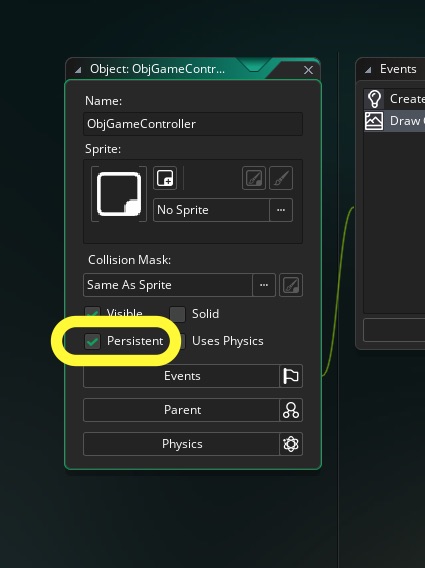 Object: ObjGameContr...
Name:
ObjGameController
Sprite:
No Sprite
...
Collision Mask:
Same As Sprite
...
Visible
Solid
Persistent
Uses Physics
Events
Parent
Physics
Events
Create
Draw